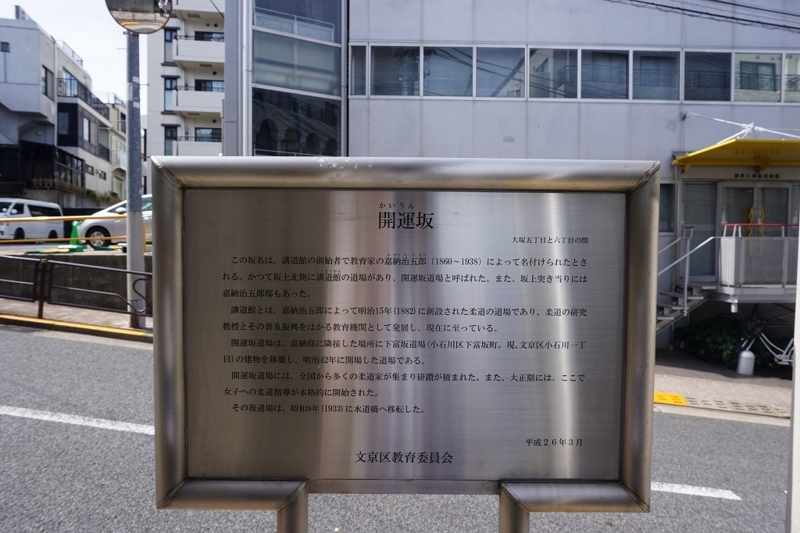 かいうん
開運坂
大塚五丁目と六丁目の間
この坂名は、講道館の創始者で教育家の嘉納治五郎（1860～1938）によって名付けられたとさ
れる。かつて坂上北側に講道館の道場があり、開運坂道場と呼ばれた。また、坂上突き当りには
嘉納治五郎邸もあった。
講道館とは、嘉納治五郎によって明治15年(1882)に創設された柔道の道場であり、柔道の研究
教授とその普及振興をはかる教育機関として発展し、現在に至っている。
開運坂道場は、嘉納邸に隣接した場所に下富坂道場(小石川区下富坂町。現、文京区小石川一丁
目)の建物を移築し、明治42年に開場した道場である。
開運坂道場には、全国から多くの柔道家が集まり研鑽が積まれた。また、大正期には、ここで
女子への柔道指導が本格的に開始された。
その後道場は、昭和8年(1933)に水道橋へ移転した。
平成２６年３月
文京区教育委員会